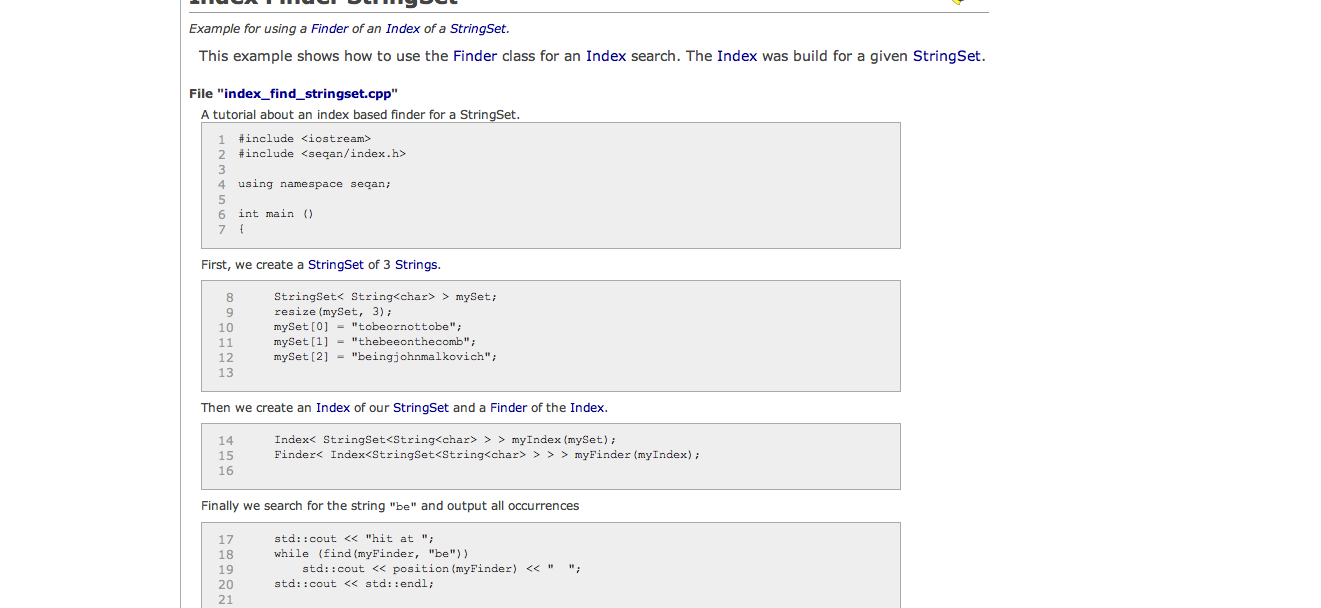 Index Finder StringSet
Example for using a Finder of an Index of a StringSet.
This example shows how to use the Finder class for an Index search. The Index was build for a given StringSet.
File "index_find_stringset.cpp"
A tutorial about an index based finder for a StringSet.
1 #include <iostream>
2 #include <seqan/index.h>
3
4 using namespace seqan;
5
6 int main ()
7 {
First, we create a StringSet of 3 Strings.
8 StringSet< String<char> > mySet;
9 resize(mySet, 3);
10 mySet[0] = "tobeornottobe";
11 mySet[1] = "thebeeonthecomb";
12 mySet[2] = "beingjohnmalkovich";
13
Then we create an Index of our StringSet and a Finder of the Index.
14 Index< StringSet<String<char> > > myIndex(mySet);
15 Finder< Index<StringSet<String<char> > > > myFinder(myIndex);
16
Finally we search for the string "be" and output all occurrences
17 std::cout << "hit at ";
18 while (find(myFinder, "be"))
19 std::cout << position(myFinder) << "  ";
20 std::cout << std::endl;
21